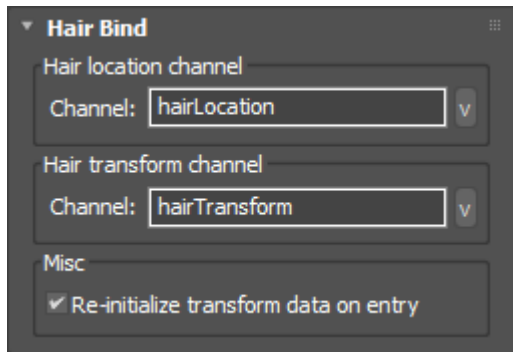 Hair Bind
Hair location channel
Channel: hairLocation v
Hair transform channel
Channel: hairTransform v
Misc
Re-initialize transform data on entry